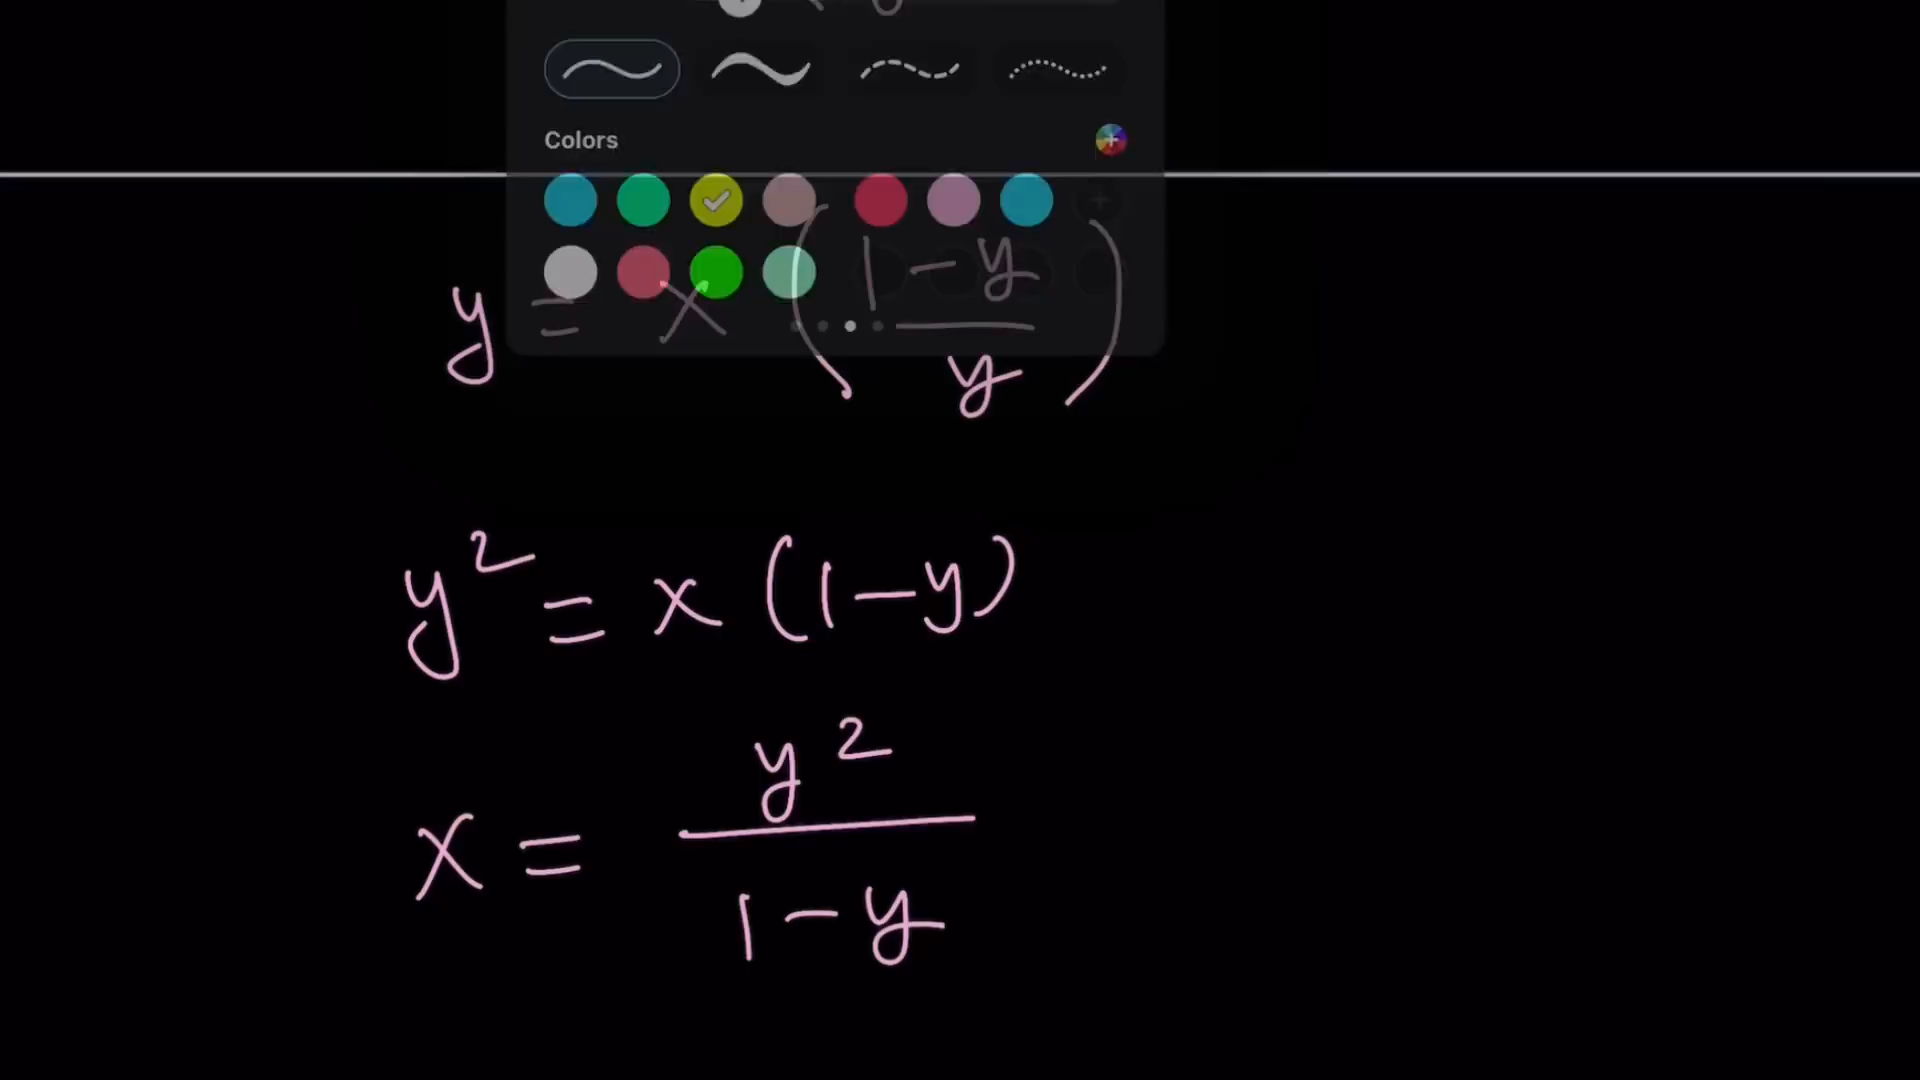 Colors
y = x (1-y / y)
y² = x (1-y)
x = y² / 1-y